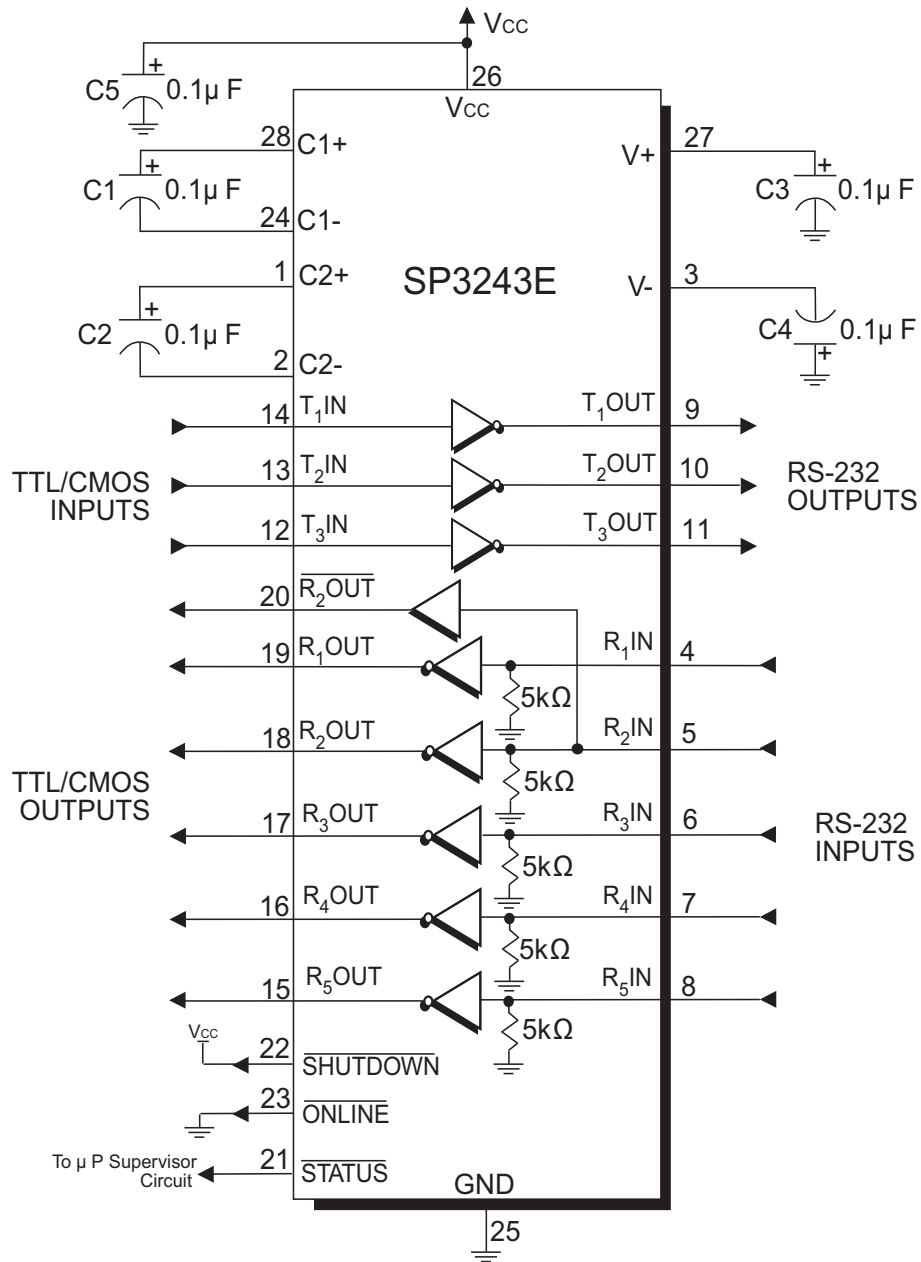 VCC
26
VCC
C5
+
0.1µ F
28
C1+
C1
+
0.1µ F
24
C1-
1
C2+
C2
+
0.1µ F
2
C2-
SP3243E
V+
27
C3
+
0.1µ F
V-
3
C4
+
0.1µ F
TTL/CMOS
INPUTS
14
T1IN
T1OUT
9
13
T2IN
T2OUT
10
12
T3IN
T3OUT
11
RS-232
OUTPUTS
20
R2OUT
19
R1OUT
R1IN
4
5kΩ
18
R2OUT
R2IN
5
5kΩ
TTL/CMOS
OUTPUTS
17
R3OUT
R3IN
6
5kΩ
RS-232
INPUTS
16
R4OUT
R4IN
7
5kΩ
15
R5OUT
R5IN
8
5kΩ
VCC
22
SHUTDOWN
23
ONLINE
To µ P Supervisor
Circuit
21
STATUS
GND
25